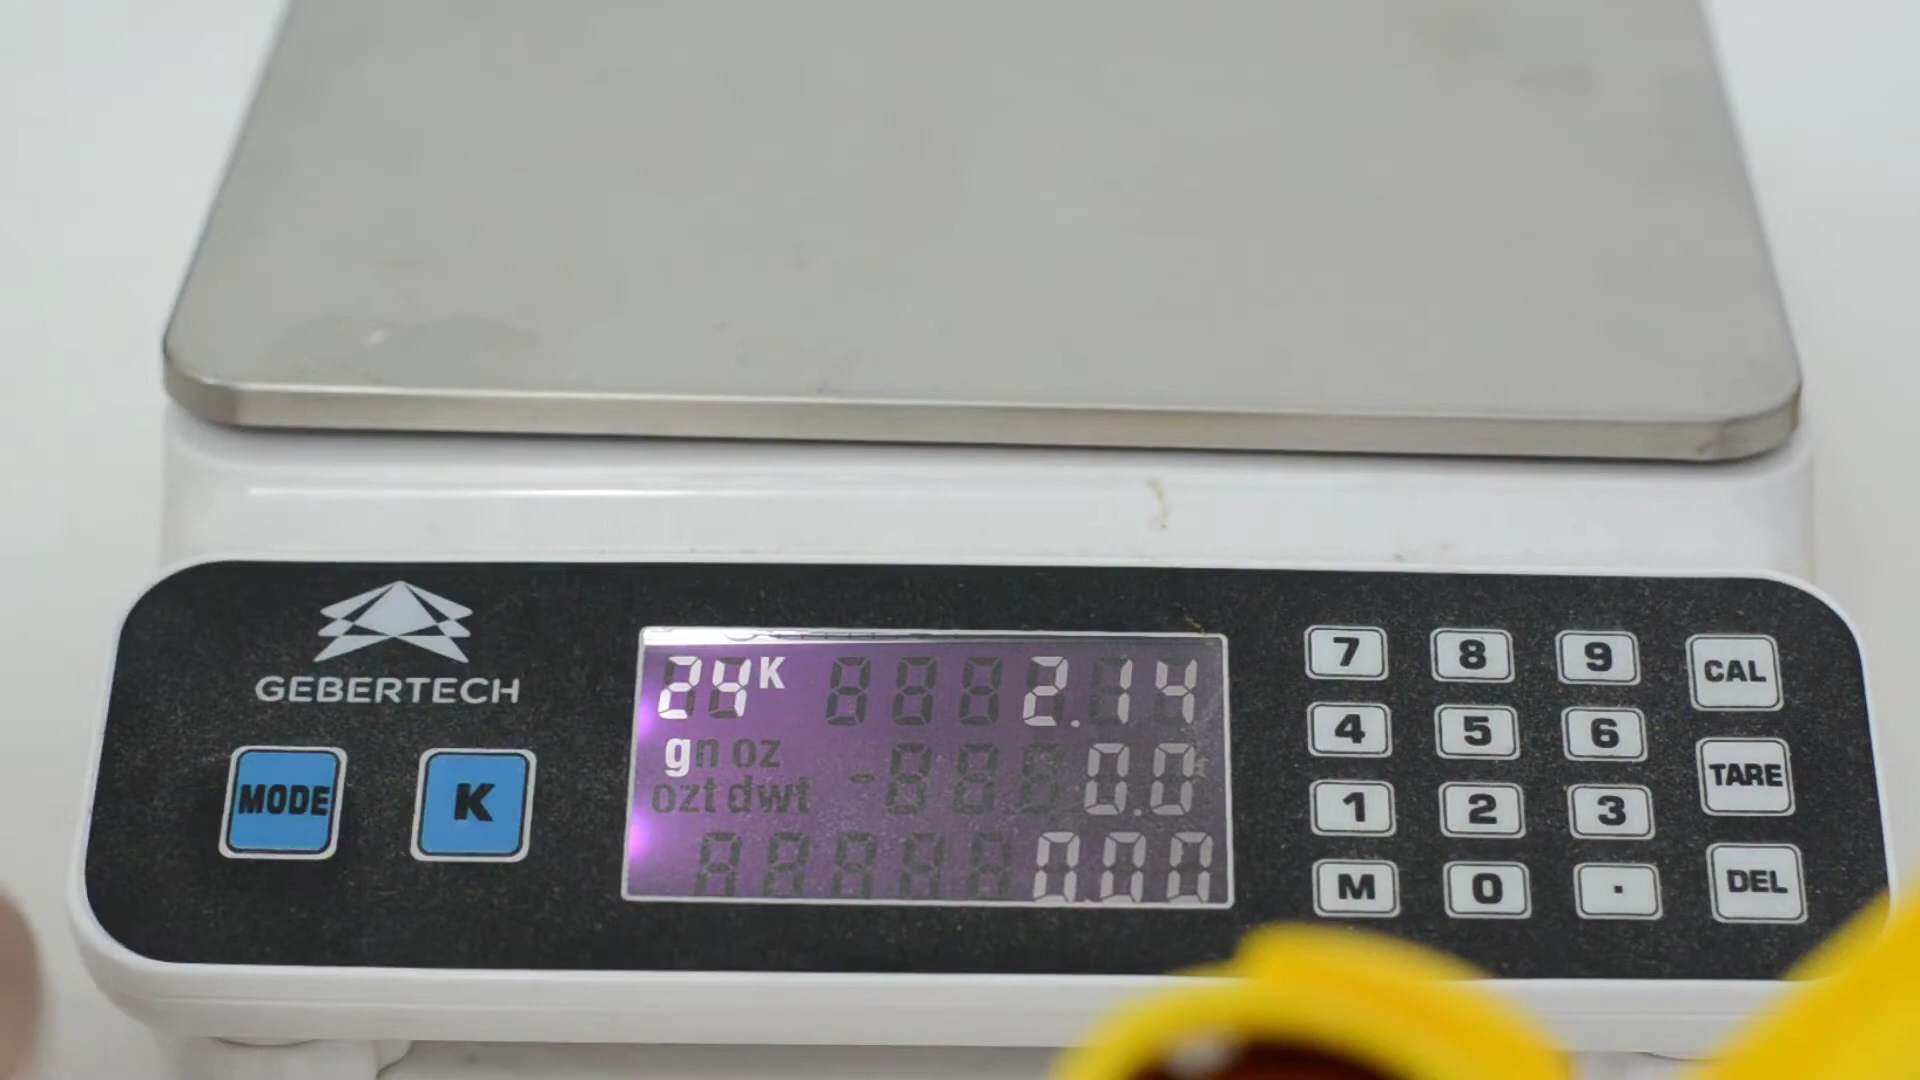 GEBERTECH
MODE K
24K 2.14
gn oz
ozt dwt 0.0
0.00
7 8 9 CAL
4 5 6 TARE
1 2 3
M 0 . DEL